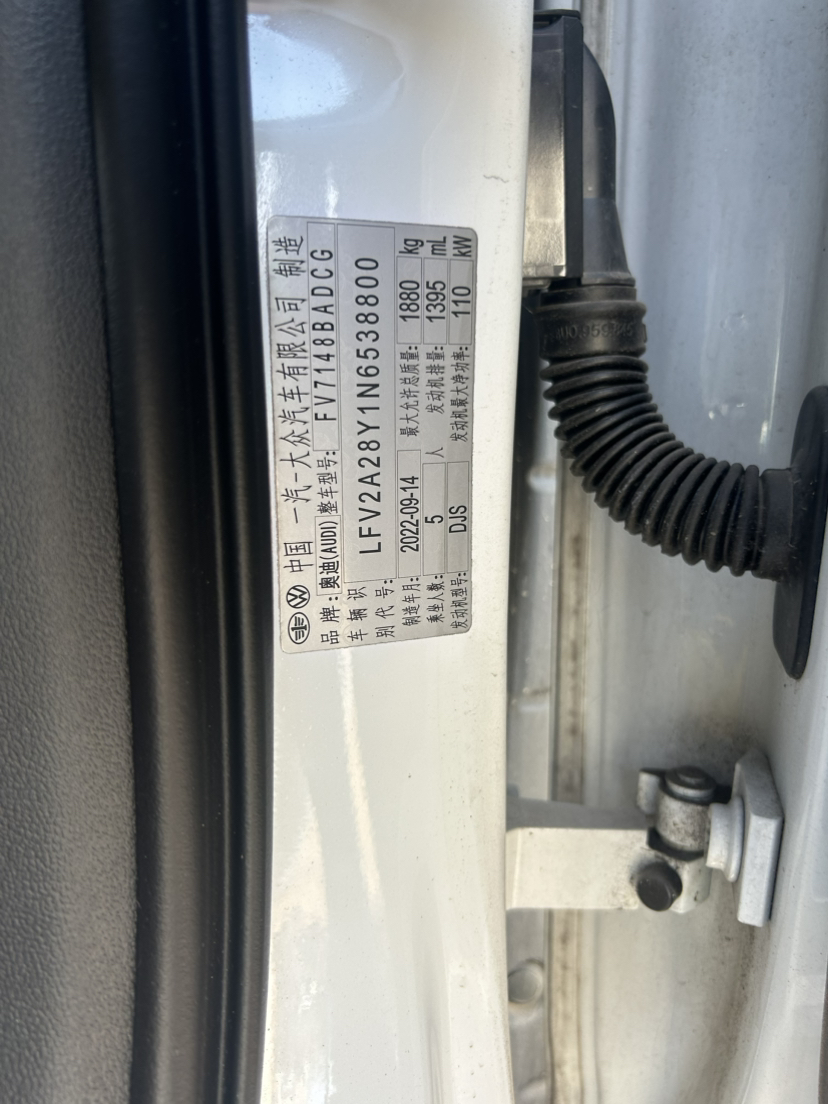 中国 一汽-大众汽车有限公司 制造
品牌:奥迪(AUDI) 整车型号: FV7148BADCG
车辆识别代号: LFV2A28Y1N6538800
制造年月: 2022-09-14 最大允许总质量: 1880 kg
乘坐人数: 5 人 发动机排量: 1395 mL
发动机型号: DJS 发动机最大净功率: 110 kW